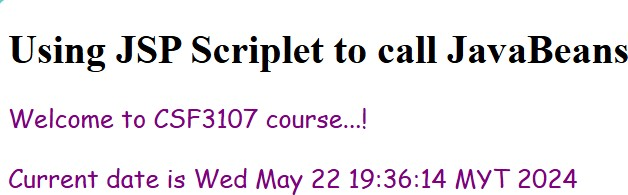 Using JSP Scriplet to call JavaBeans
Welcome to CSF3107 course...!
Current date is Wed May 22 19:36:14 MYT 2024